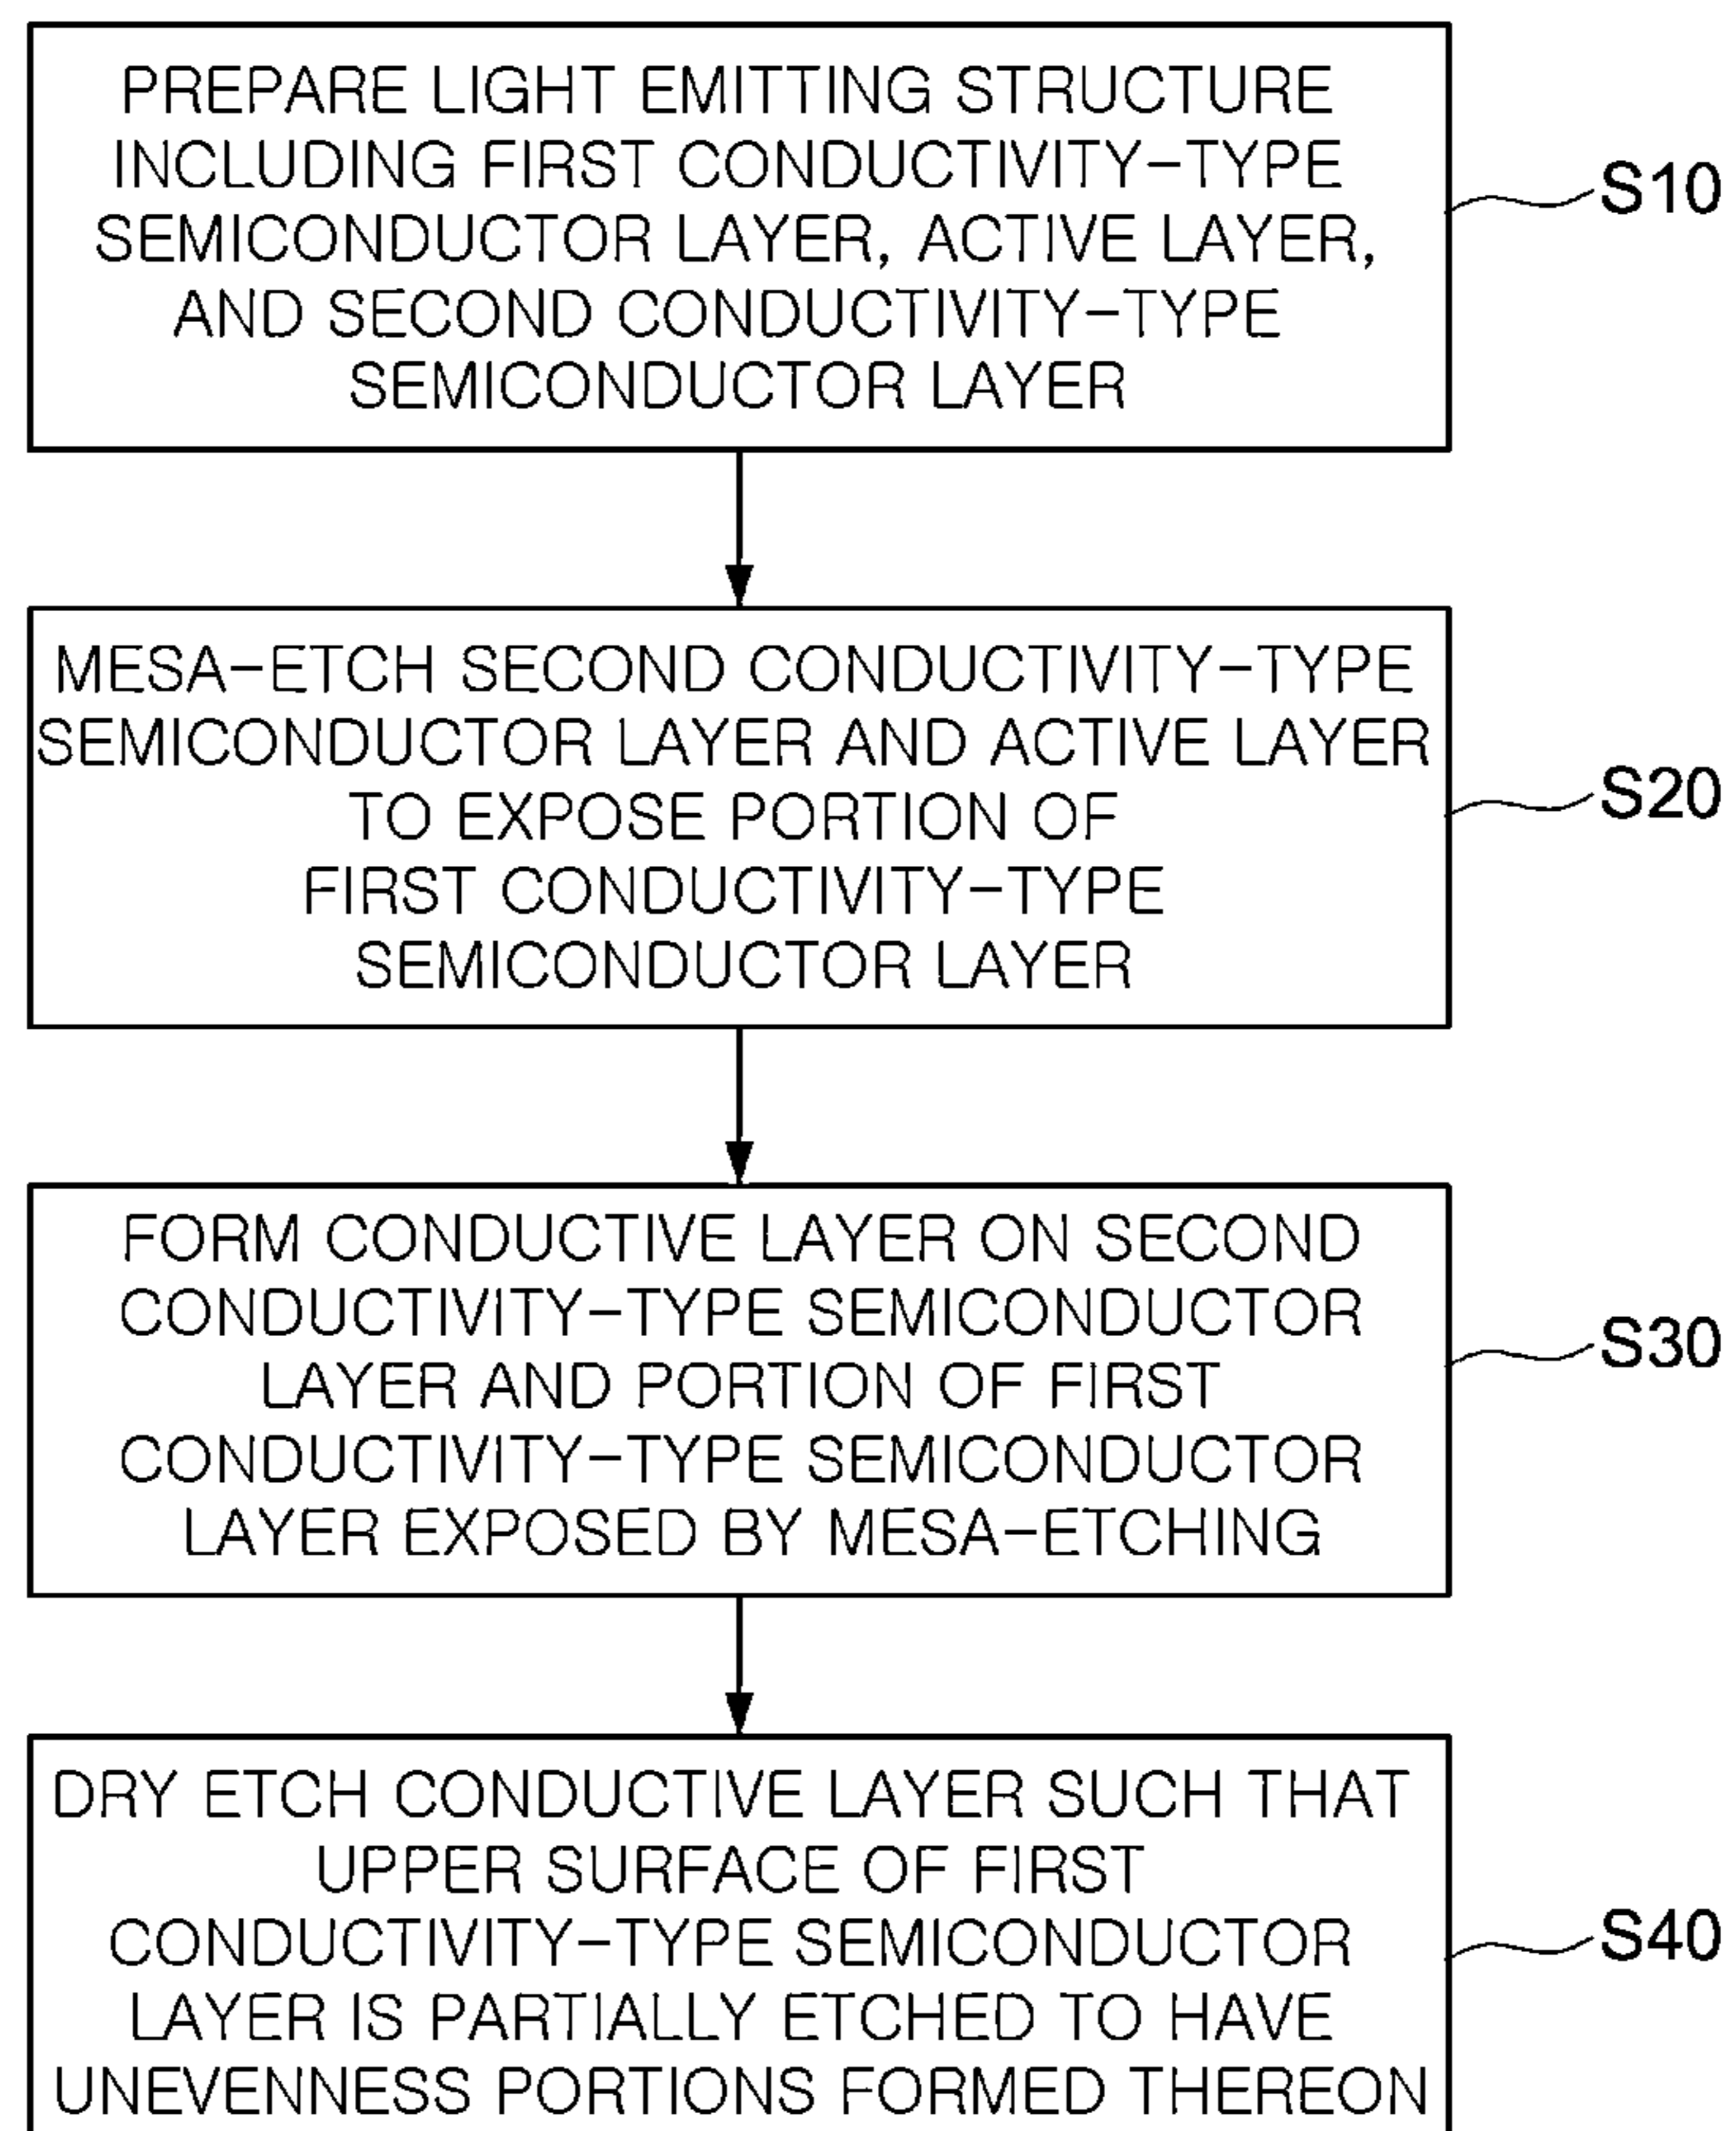 PREPARE LIGHT EMITTING STRUCTURE
INCLUDING FIRST CONDUCTIVITY-TYPE
SEMICONDUCTOR LAYER, ACTIVE LAYER,
AND SECOND CONDUCTIVITY-TYPE
SEMICONDUCTOR LAYER
S10
MESA-ETCH SECOND CONDUCTIVITY-TYPE
SEMICONDUCTOR LAYER AND ACTIVE LAYER
TO EXPOSE PORTION OF
FIRST CONDUCTIVITY-TYPE
SEMICONDUCTOR LAYER
S20
FORM CONDUCTIVE LAYER ON SECOND
CONDUCTIVITY-TYPE SEMICONDUCTOR
LAYER AND PORTION OF FIRST
CONDUCTIVITY-TYPE SEMICONDUCTOR
LAYER EXPOSED BY MESA-ETCHING
S30
DRY ETCH CONDUCTIVE LAYER SUCH THAT
UPPER SURFACE OF FIRST
CONDUCTIVITY-TYPE SEMICONDUCTOR
LAYER IS PARTIALLY ETCHED TO HAVE
UNEVENNESS PORTIONS FORMED THEREON
S40